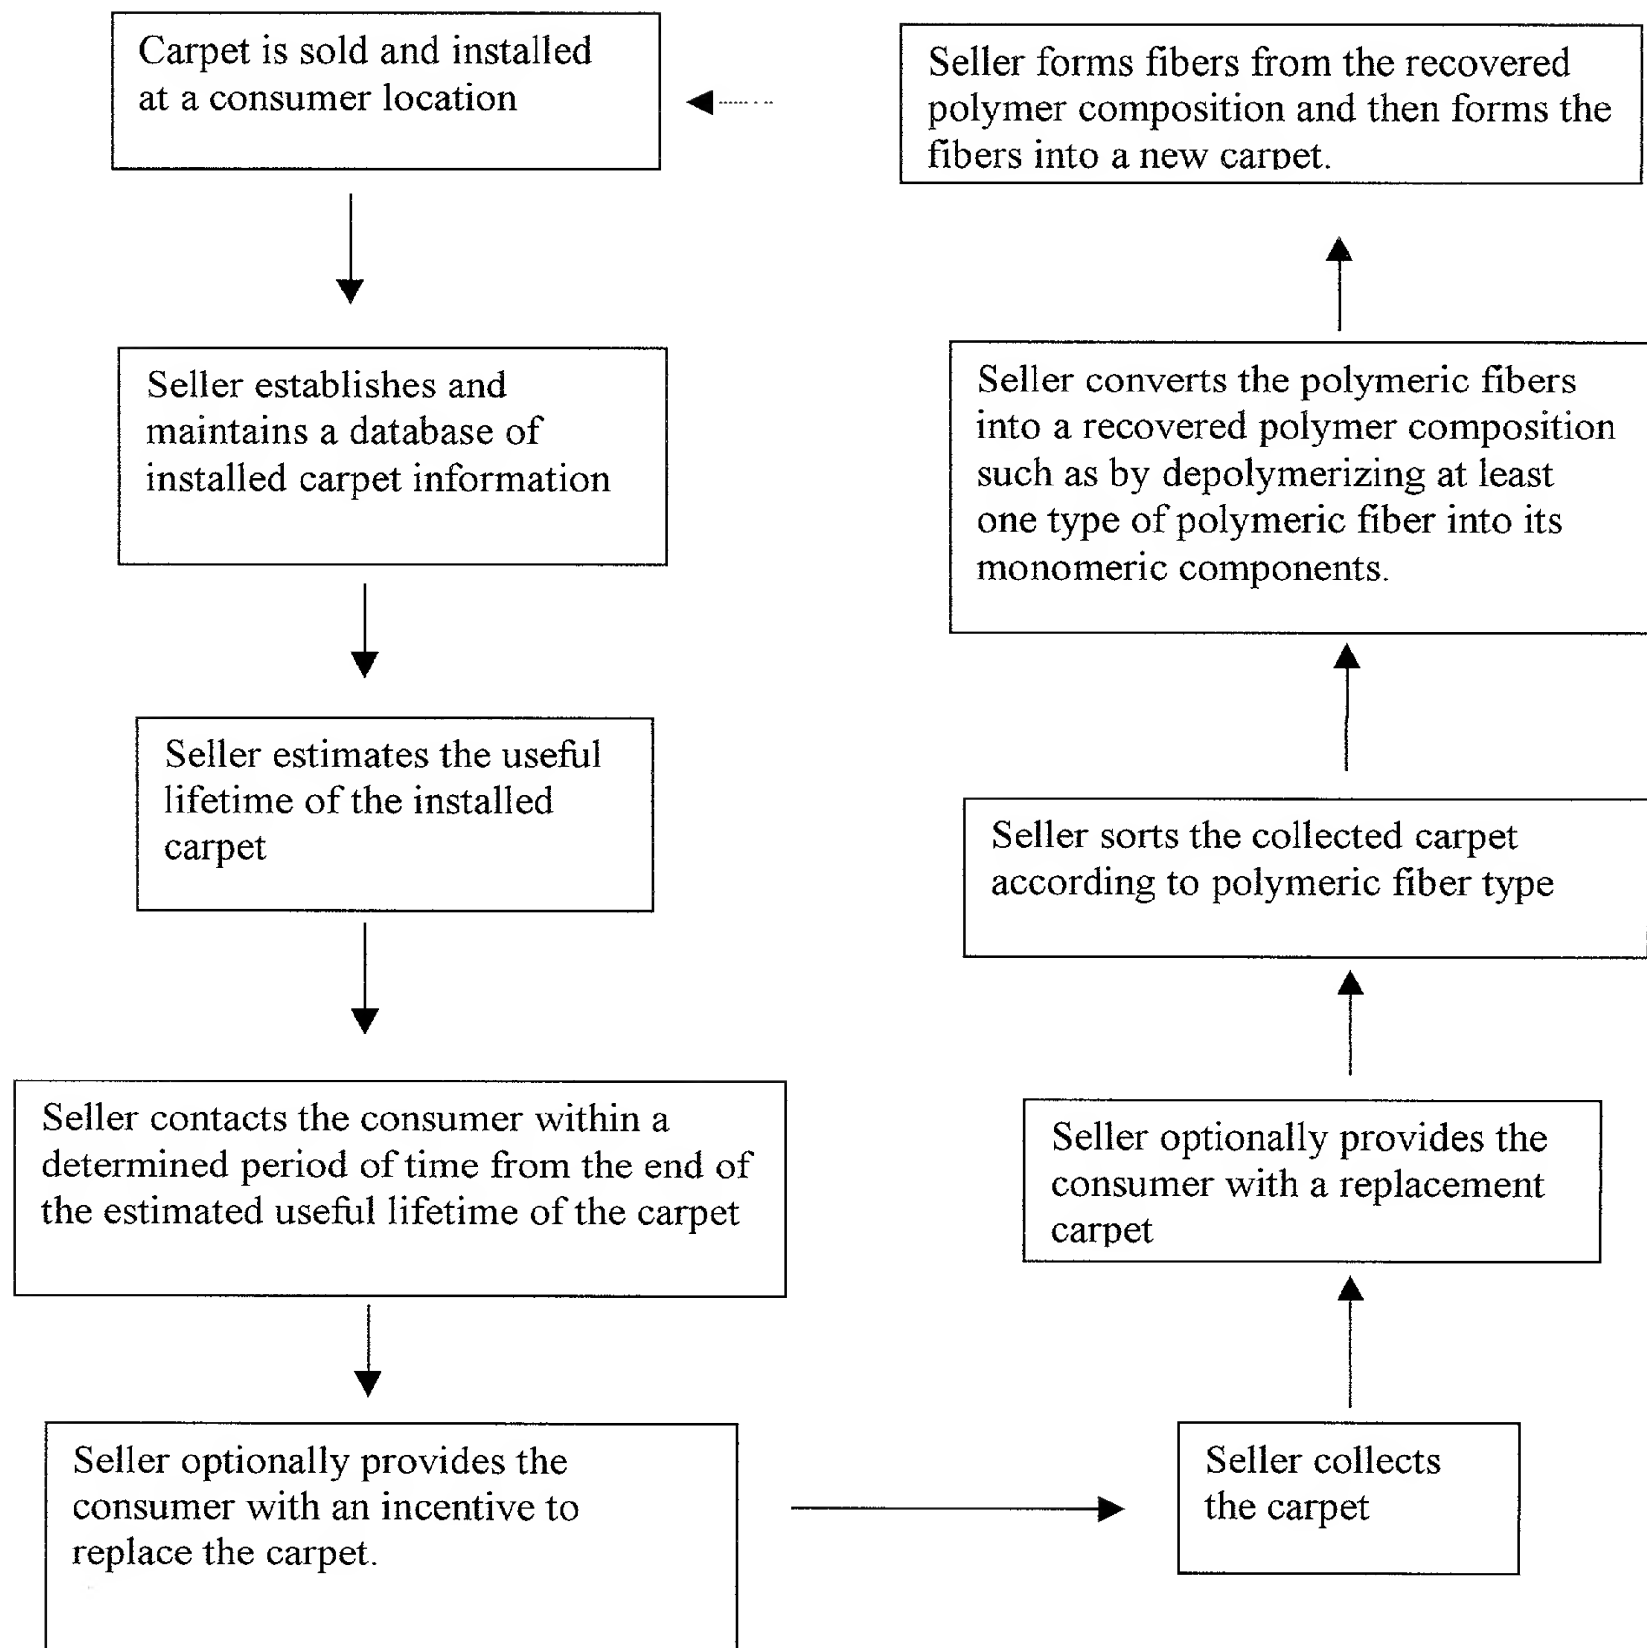 Carpet is sold and installed
at a consumer location
Seller establishes and
maintains a database of
installed carpet information
Seller estimates the useful
lifetime of the installed
carpet
Seller contacts the consumer within a
determined period of time from the end of
the estimated useful lifetime of the carpet
Seller optionally provides the
consumer with an incentive to
replace the carpet.
Seller collects
the carpet
Seller optionally provides the
consumer with a replacement
carpet
Seller sorts the collected carpet
according to polymeric fiber type
Seller converts the polymeric fibers
into a recovered polymer composition
such as by depolymerizing at least
one type of polymeric fiber into its
monomeric components.
Seller forms fibers from the recovered
polymer composition and then forms the
fibers into a new carpet.